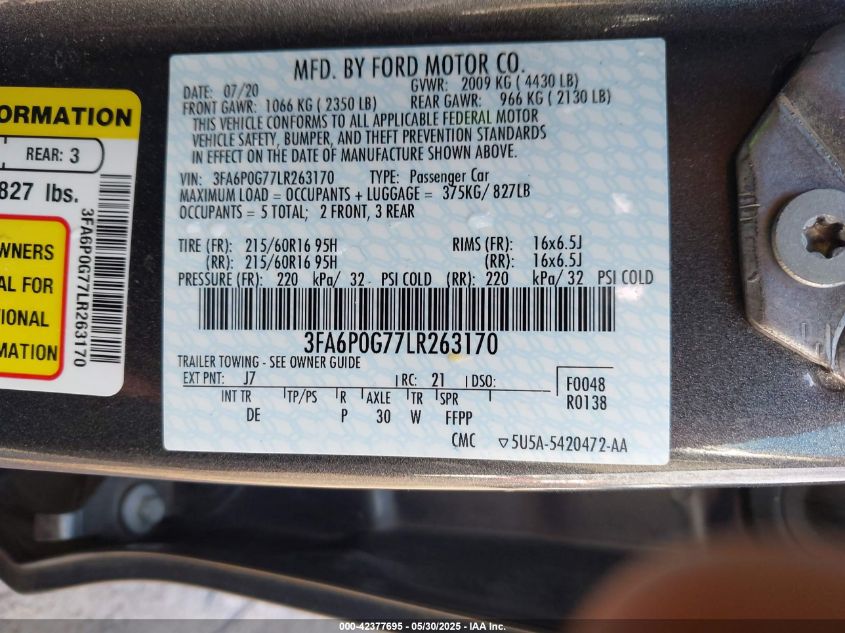 MFD. BY FORD MOTOR CO.
DATE: 07/20 GVWR: 2009 KG (4430 LB)
FRONT GAWR: 1066 KG (2350 LB) REAR GAWR: 966 KG (2130 LB)
THIS VEHICLE CONFORMS TO ALL APPLICABLE FEDERAL MOTOR
VEHICLE SAFETY, BUMPER, AND THEFT PREVENTION STANDARDS
IN EFFECT ON THE DATE OF MANUFACTURE SHOWN ABOVE.
VIN: 3FA6P0G77LR263170 TYPE: Passenger Car
MAXIMUM LOAD = OCCUPANTS + LUGGAGE = 375KG/ 827LB
OCCUPANTS = 5 TOTAL; 2 FRONT, 3 REAR
TIRE (FR): 215/60R16 95H RIMS (FR): 16x6.5J
(RR): 215/60R16 95H (RR): 16x6.5J
PRESSURE (FR): 220 kPa/ 32 PSI COLD (RR): 220 kPa/ 32 PSI COLD
3FA6P0G77LR263170
TRAILER TOWING - SEE OWNER GUIDE
EXT PNT: J7 RC: 21 DSO:
INT TR TP/PS R AXLE TR SPR
DE P 30 W FFPP
F0048
R0138
CMC ▽5U5A-5420472-AA
ORMATION
REAR: 3
827 lbs.
WNERS
AL FOR
TIONAL
MATION
3FA6P0G77LR263170
000-42377695 - 05/30/2025 - IAA Inc.